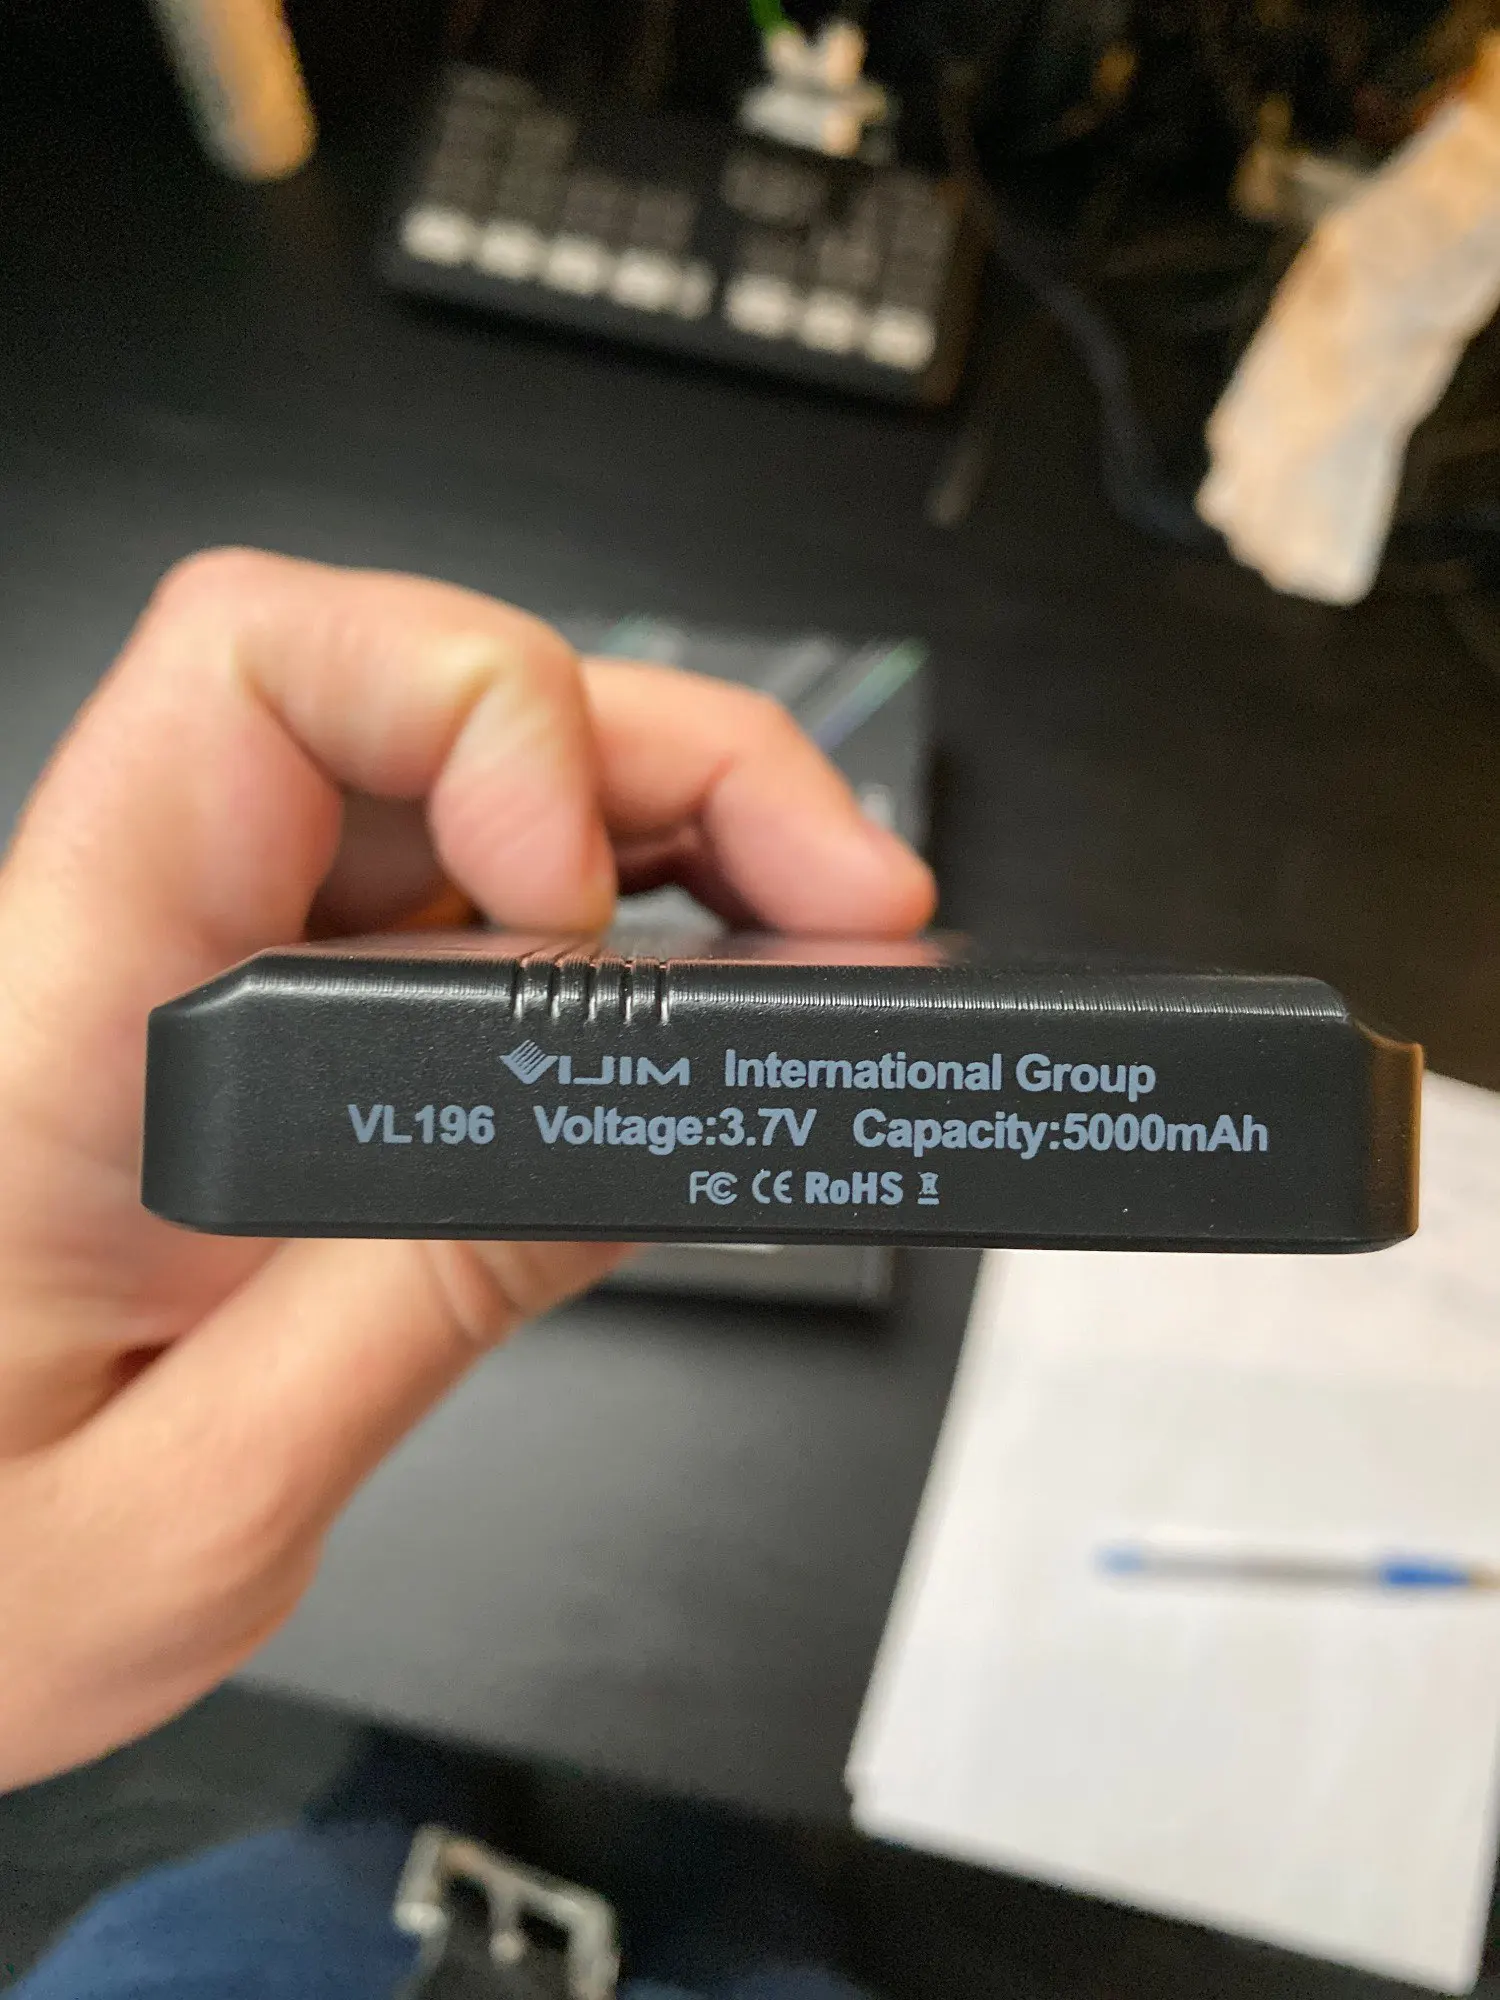 VIJIM International Group
VL196 Voltage:3.7V Capacity:5000mAh
FC CE RoHS